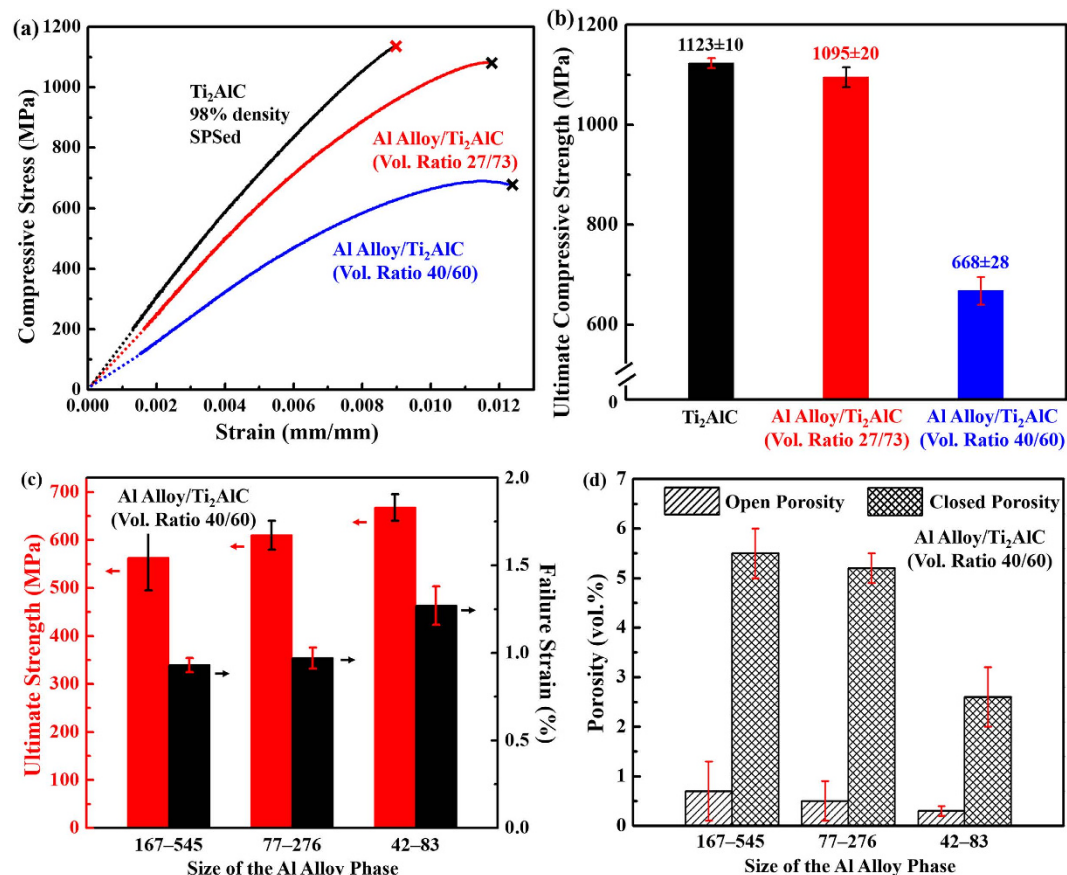 (a)
1200
1000
800
600
400
200
0
Compressive Stress (MPa)
Ti₂AlC
98% density
SPSed
Al Alloy/Ti₂AlC
(Vol. Ratio 27/73)
Al Alloy/Ti₂AlC
(Vol. Ratio 40/60)
0.000 0.002 0.004 0.006 0.008 0.010 0.012
Strain (mm/mm)
(b)
1200
1000
800
600
0
Ultimate Compressive Strength (MPa)
1123±10
1095±20
668±28
Ti₂AlC
Al Alloy/Ti₂AlC
(Vol. Ratio 27/73)
Al Alloy/Ti₂AlC
(Vol. Ratio 40/60)
(c)
700
600
500
400
300
200
100
0
Ultimate Strength (MPa)
Al Alloy/Ti₂AlC
(Vol. Ratio 40/60)
2.0
1.5
1.0
0.5
0.0
Failure Strain (%)
167–545 77–276 42–83
Size of the Al Alloy Phase
(d)
7
6
5
4
3
2
1
0
Porosity (vol.%)
Open Porosity Closed Porosity
Al Alloy/Ti₂AlC
(Vol. Ratio 40/60)
167–545 77–276 42–83
Size of the Al Alloy Phase